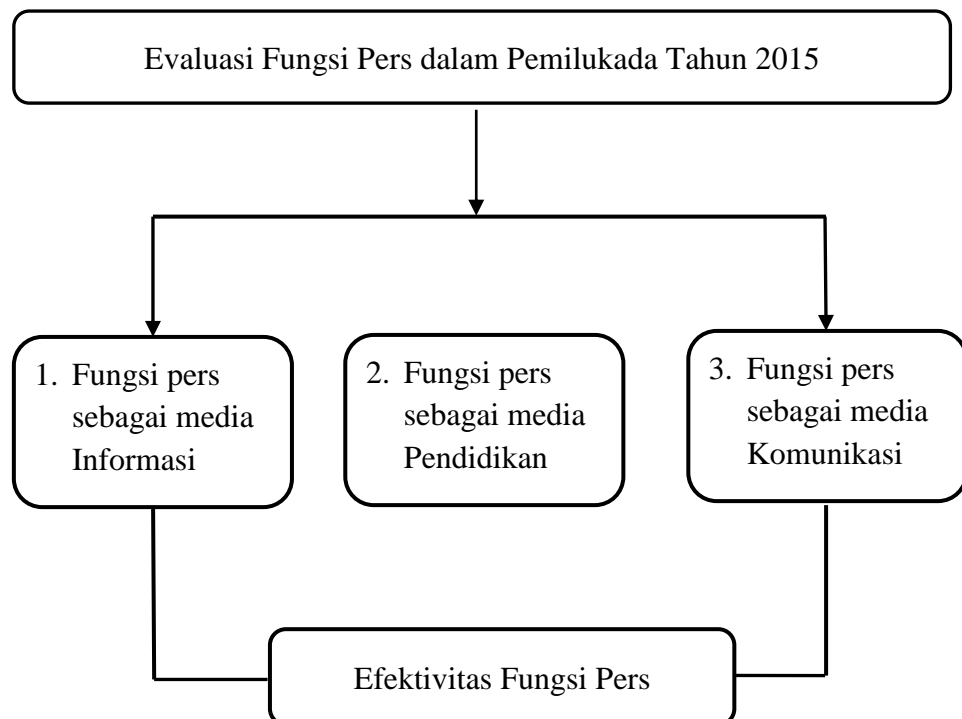 Evaluasi Fungsi Pers dalam Pemilukada Tahun 2015
1. Fungsi pers
sebagai media
Informasi
2. Fungsi pers
sebagai media
Pendidikan
3. Fungsi pers
sebagai media
Komunikasi
Efektivitas Fungsi Pers